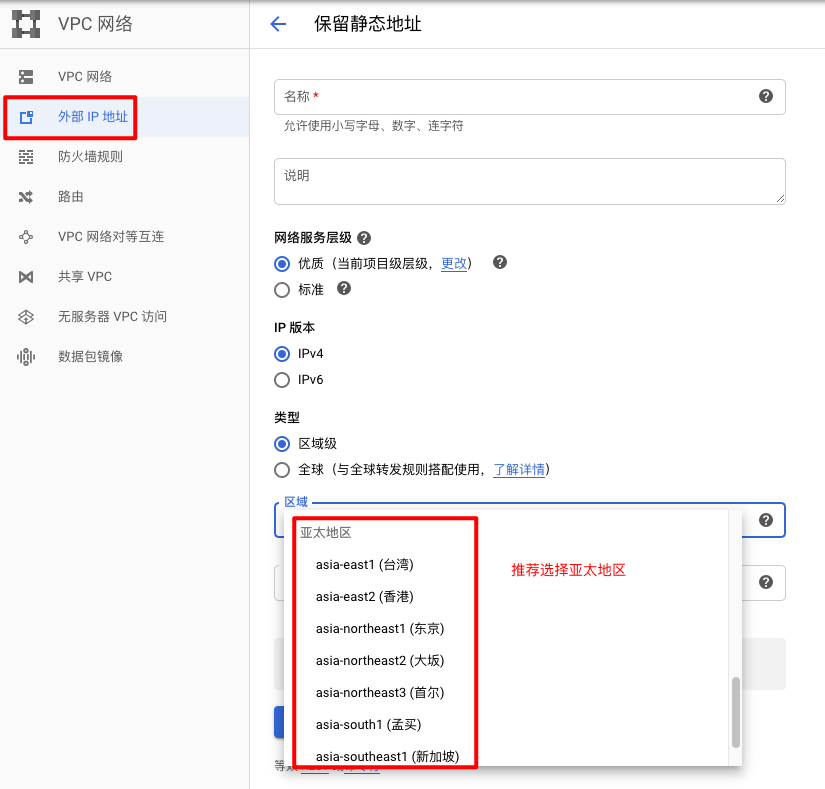 VPC 网络
保留静态地址
VPC 网络
外部 IP 地址
防火墙规则
路由
VPC 网络对等互连
共享 VPC
无服务器 VPC 访问
数据包镜像
名称 *
允许使用小写字母、数字、连字符
说明
网络服务层级
优质（当前项目级层级，更改）
标准
IP 版本
IPv4
IPv6
类型
区域级
全球（与全球转发规则搭配使用，了解详情）
区域
亚太地区
asia-east1 (台湾)
推荐选择亚太地区
asia-east2 (香港)
asia-northeast1 (东京)
asia-northeast2 (大坂)
asia-northeast3 (首尔)
asia-south1 (孟买)
asia-southeast1 (新加坡)